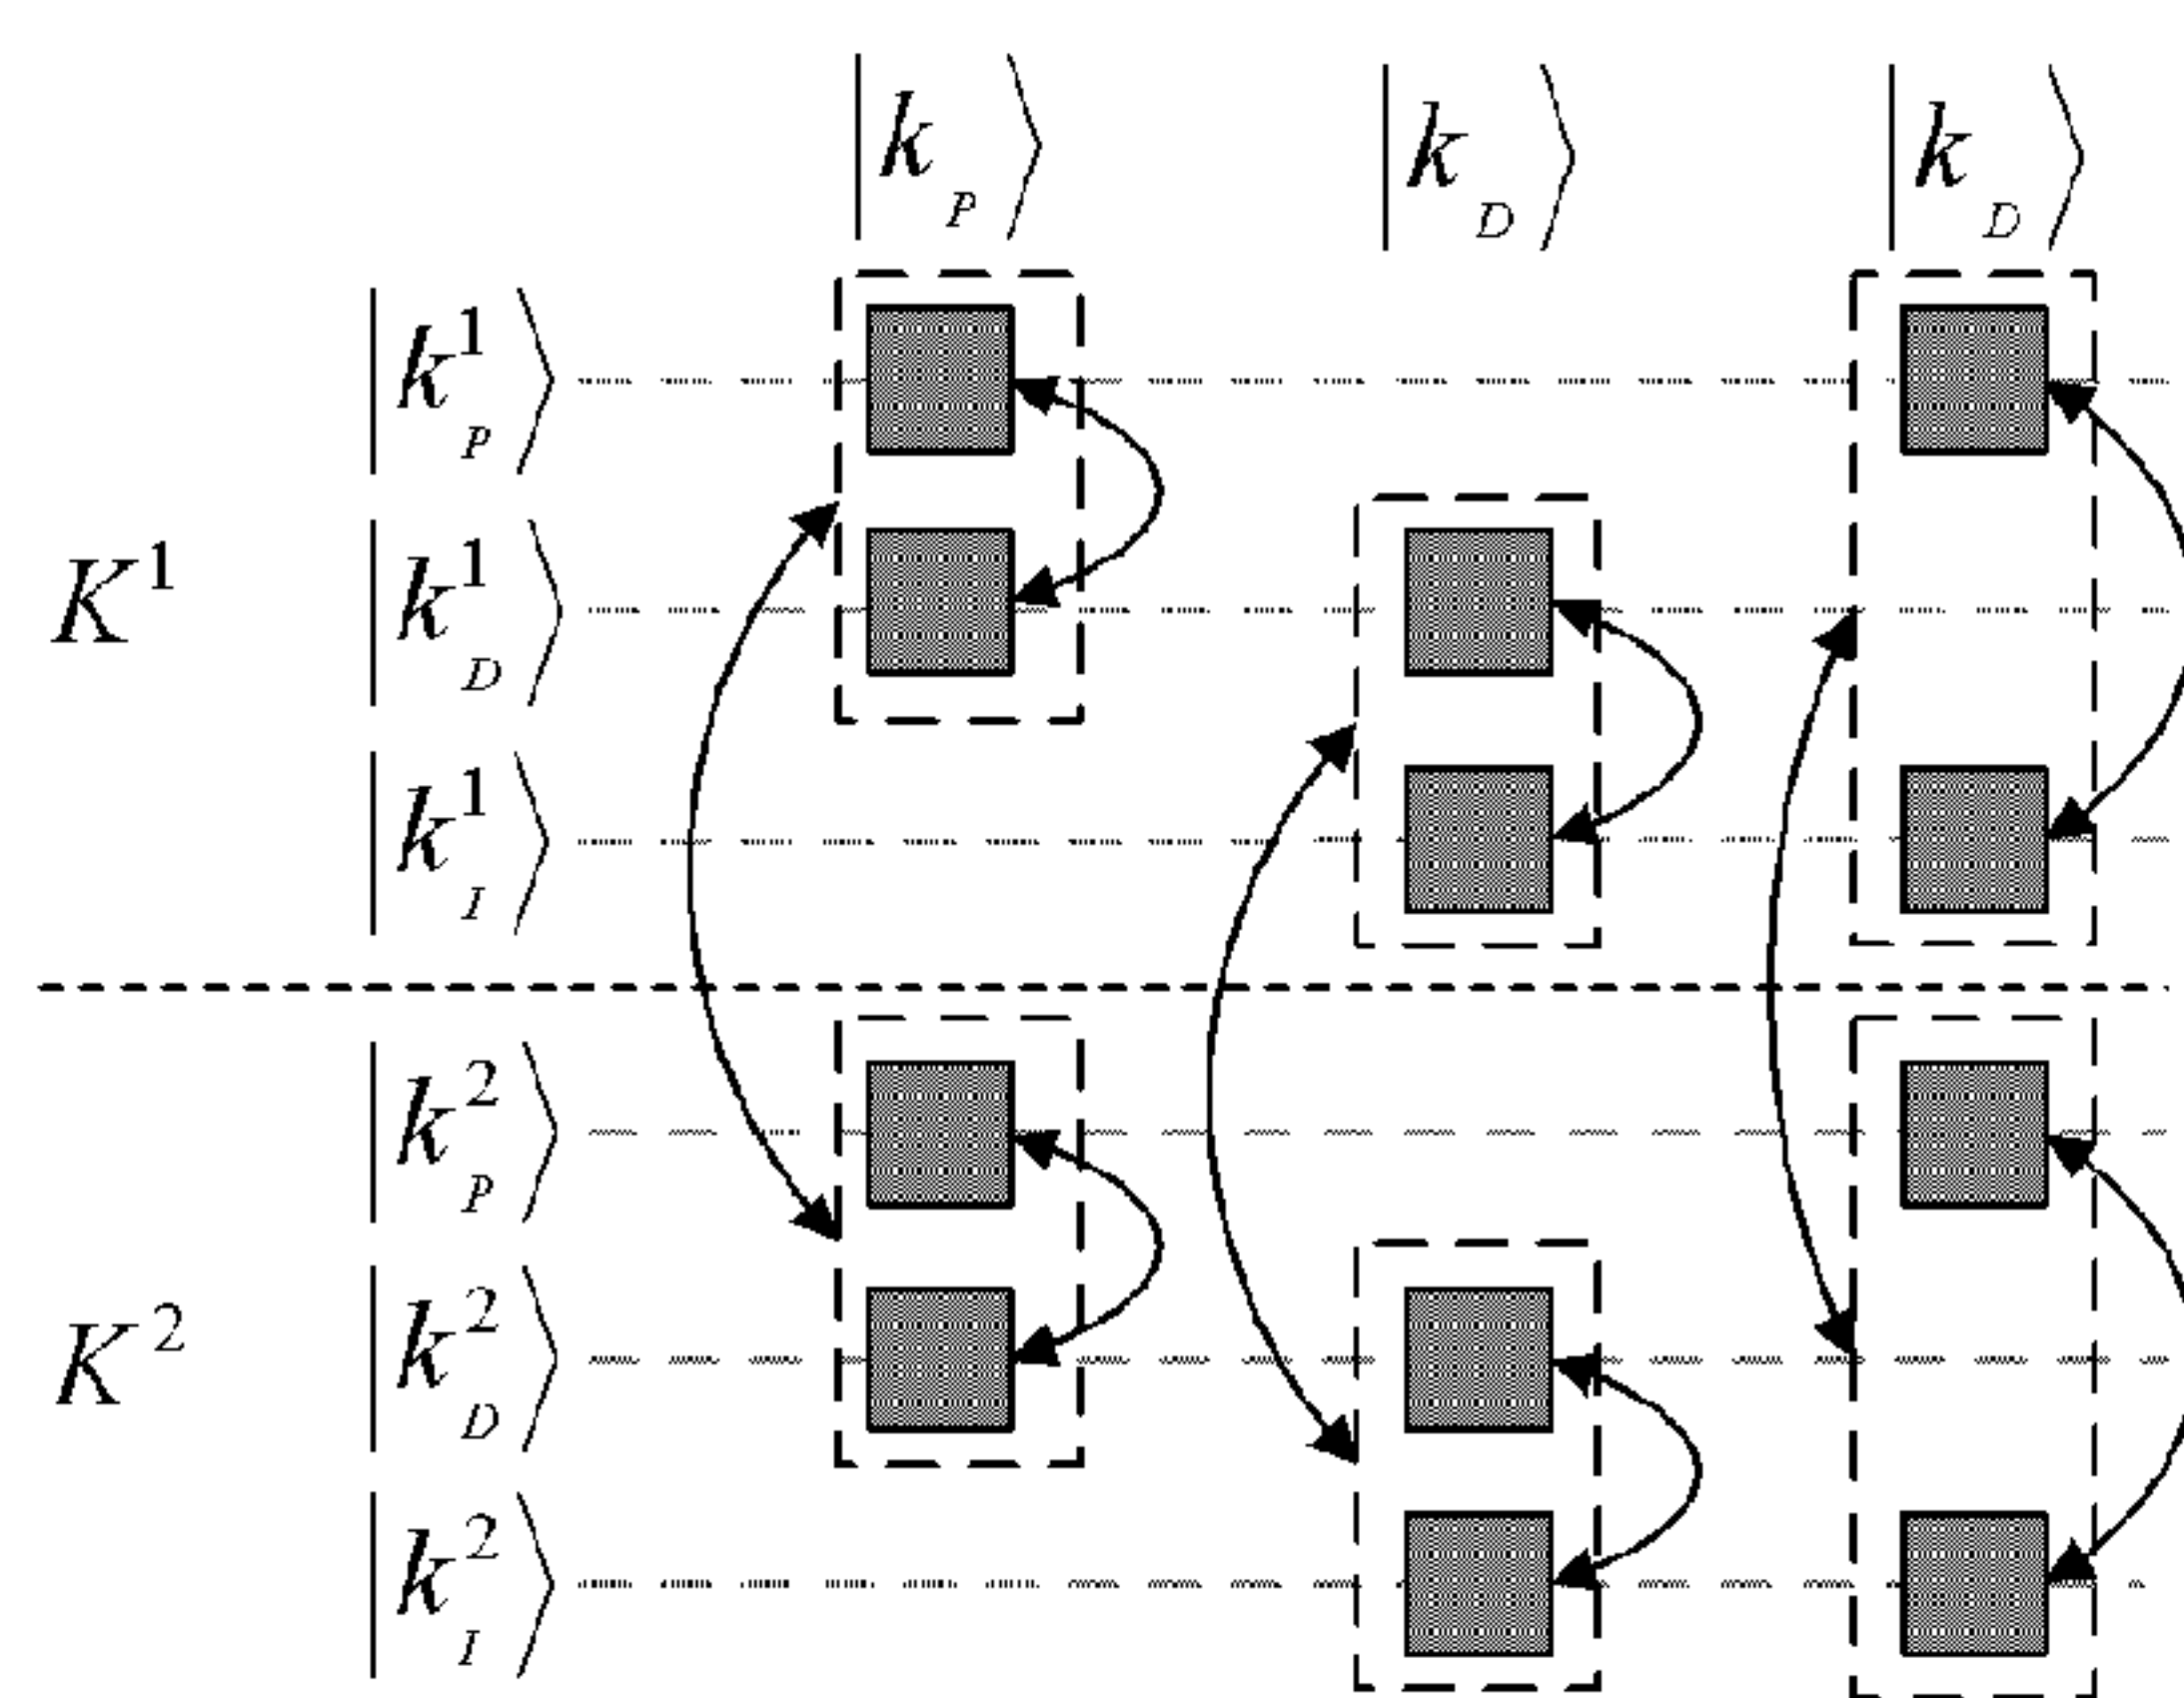 |k_P⟩ |k_D⟩ |k_D⟩
|k^1_P⟩
K^1 |k^1_D⟩
|k^1_I⟩
|k^2_P⟩
K^2 |k^2_D⟩
|k^2_I⟩